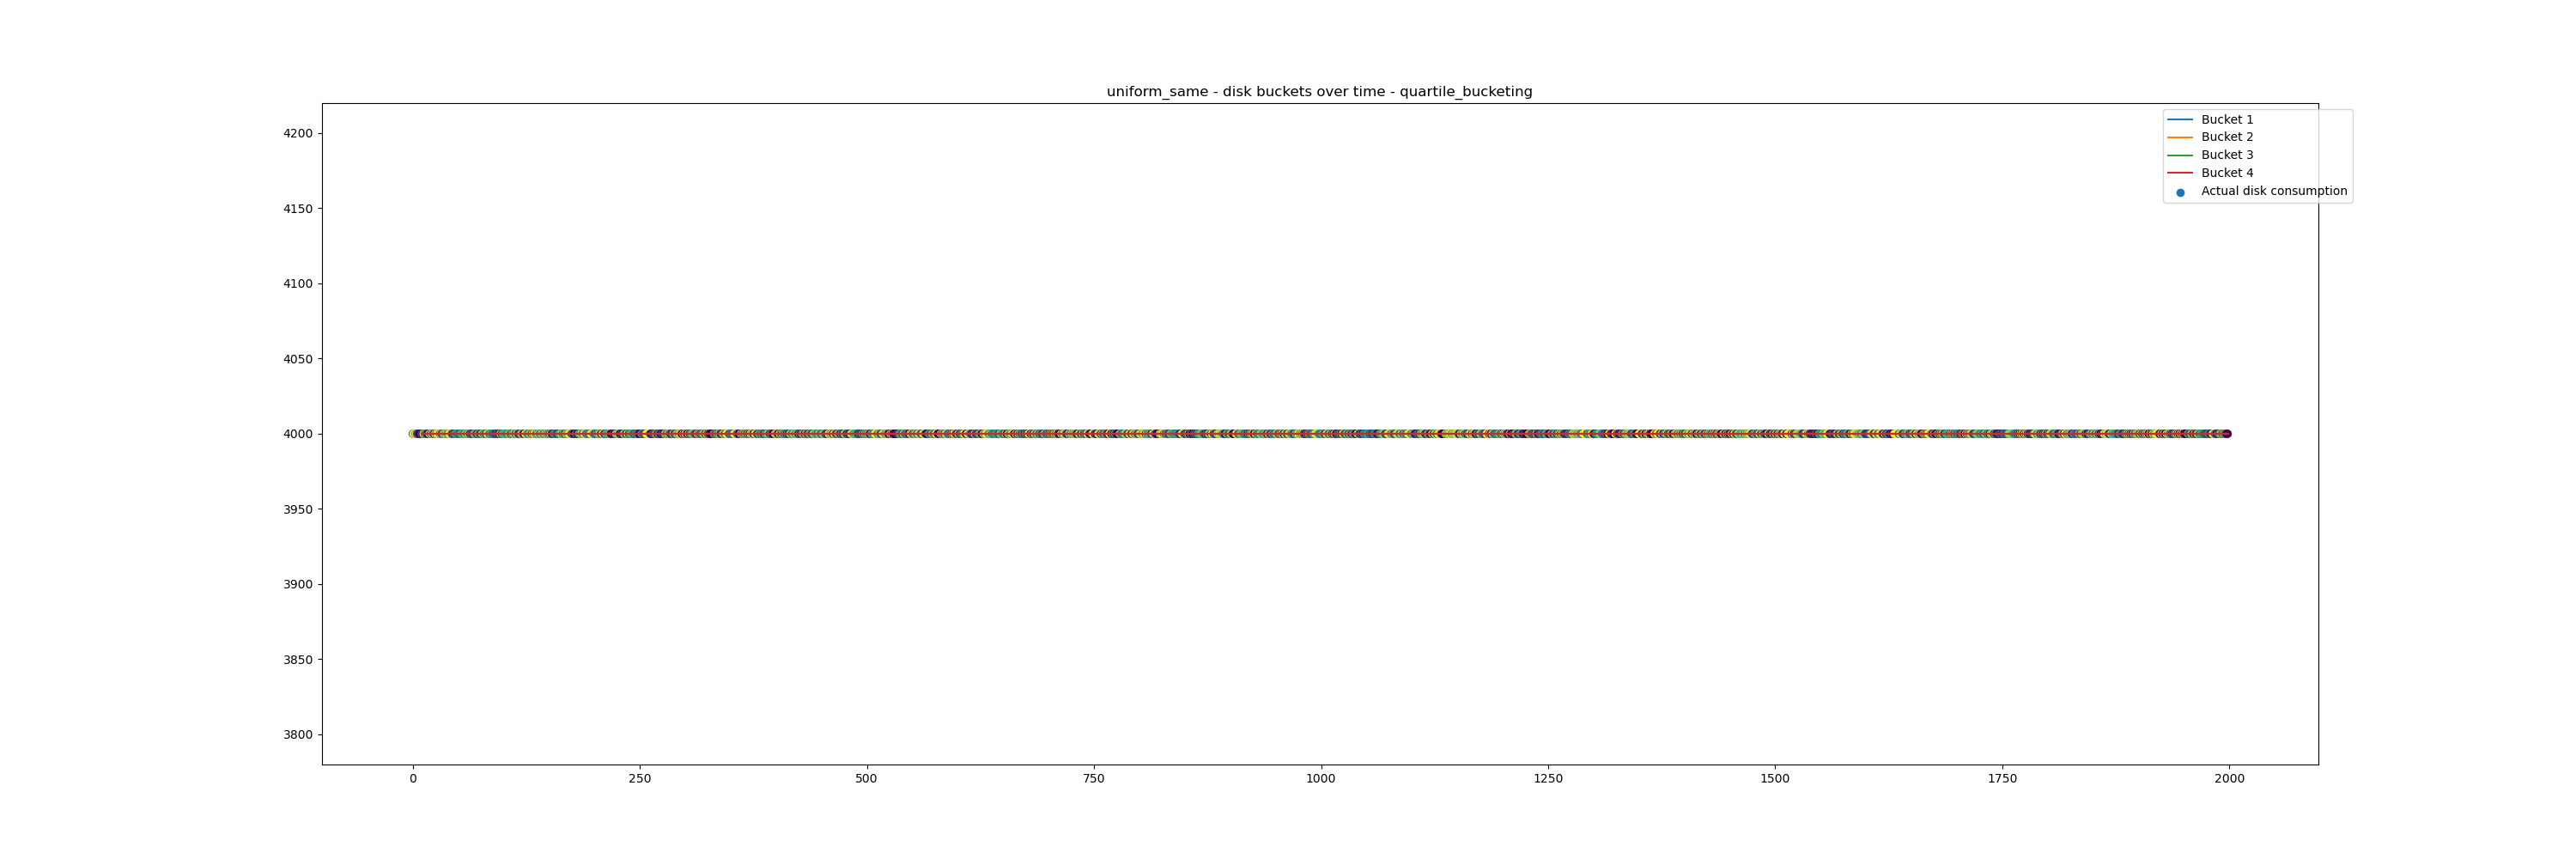 uniform_same - disk buckets over time - quartile_bucketing
Bucket 1
Bucket 2
Bucket 3
Bucket 4
Actual disk consumption
4200
4150
4100
4050
4000
3950
3900
3850
3800
0 250 500 750 1000 1250 1500 1750 2000